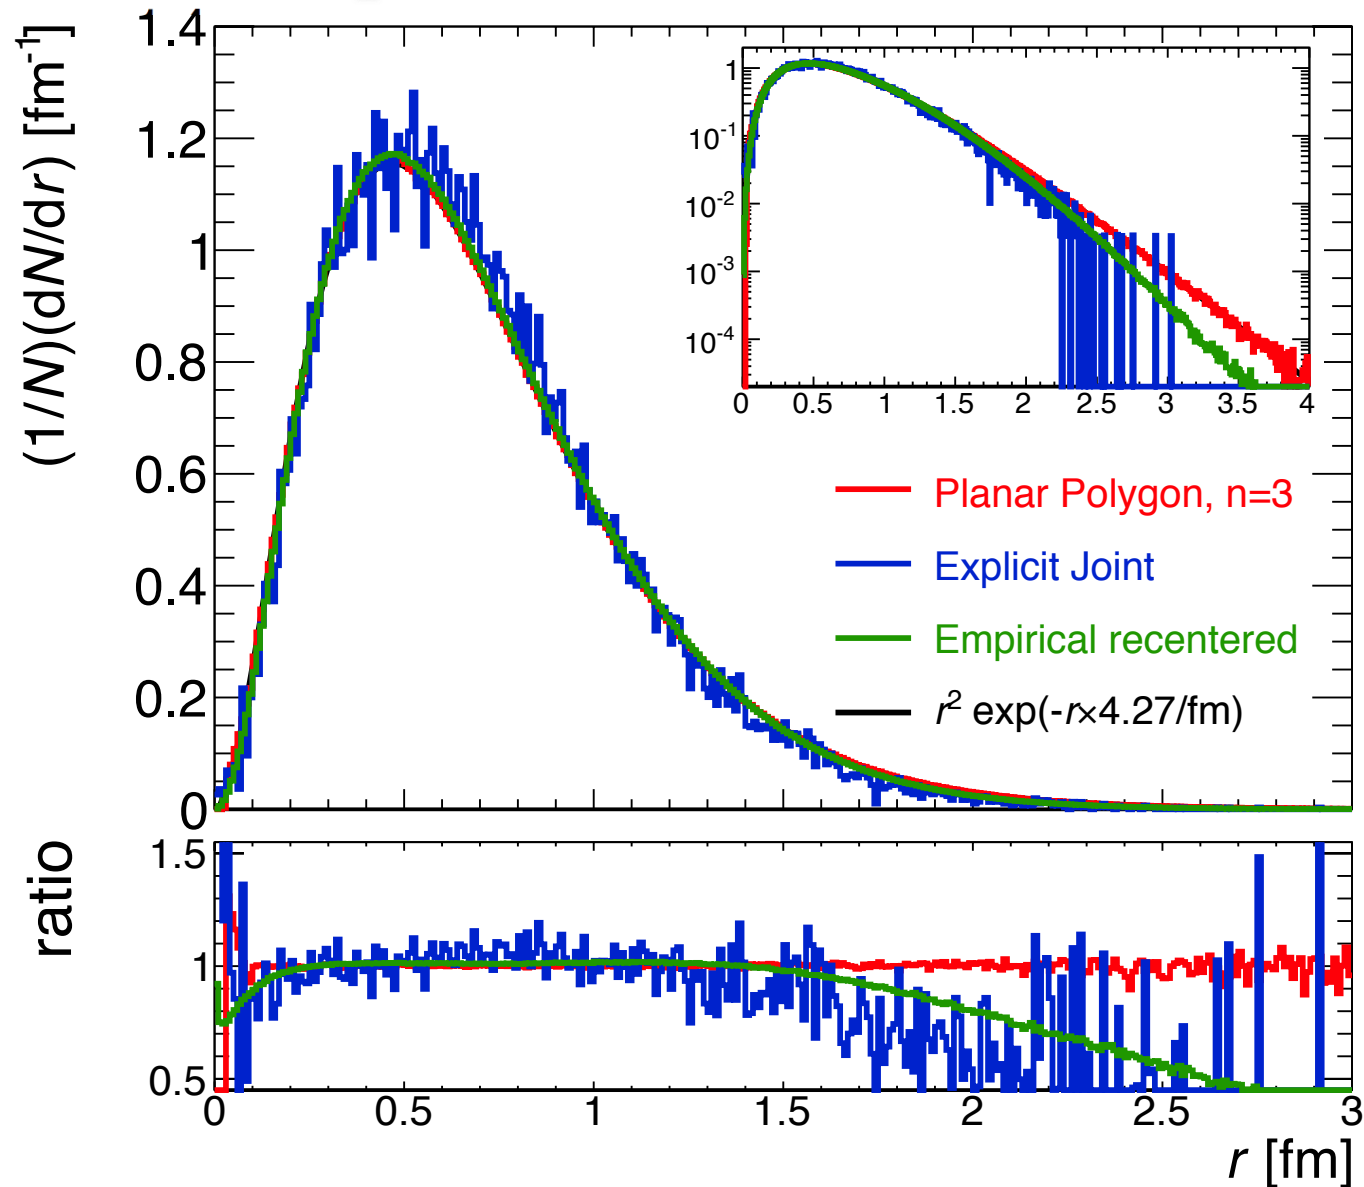 (1/N)(dN/dr) [fm⁻¹]
1.4
1.2
1
0.8
0.6
0.4
0.2
0
1
10⁻¹
10⁻²
10⁻³
10⁻⁴
0 0.5 1 1.5 2 2.5 3 3.5 4
Planar Polygon, n=3
Explicit Joint
Empirical recentered
r² exp(-r×4.27/fm)
ratio
1.5
1
0.5
0 0.5 1 1.5 2 2.5 3
r [fm]